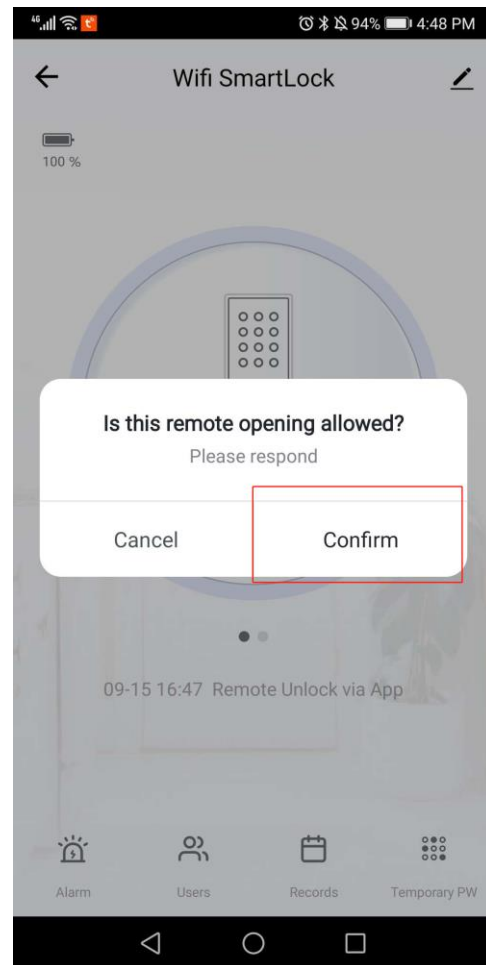 46 94% 4:48 PM
Wifi SmartLock
100 %
Is this remote opening allowed?
Please respond
Cancel Confirm
09-15 16:47 Remote Unlock via App
Alarm Users Records Temporary PW